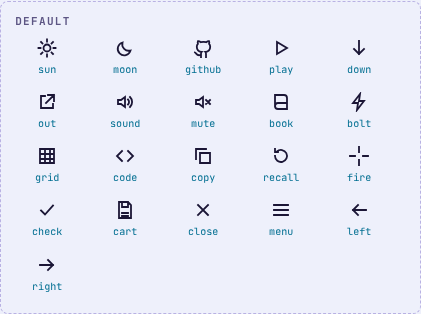 DEFAULT
sun moon github play down
out sound mute book bolt
grid code copy recall fire
check cart close menu left
right